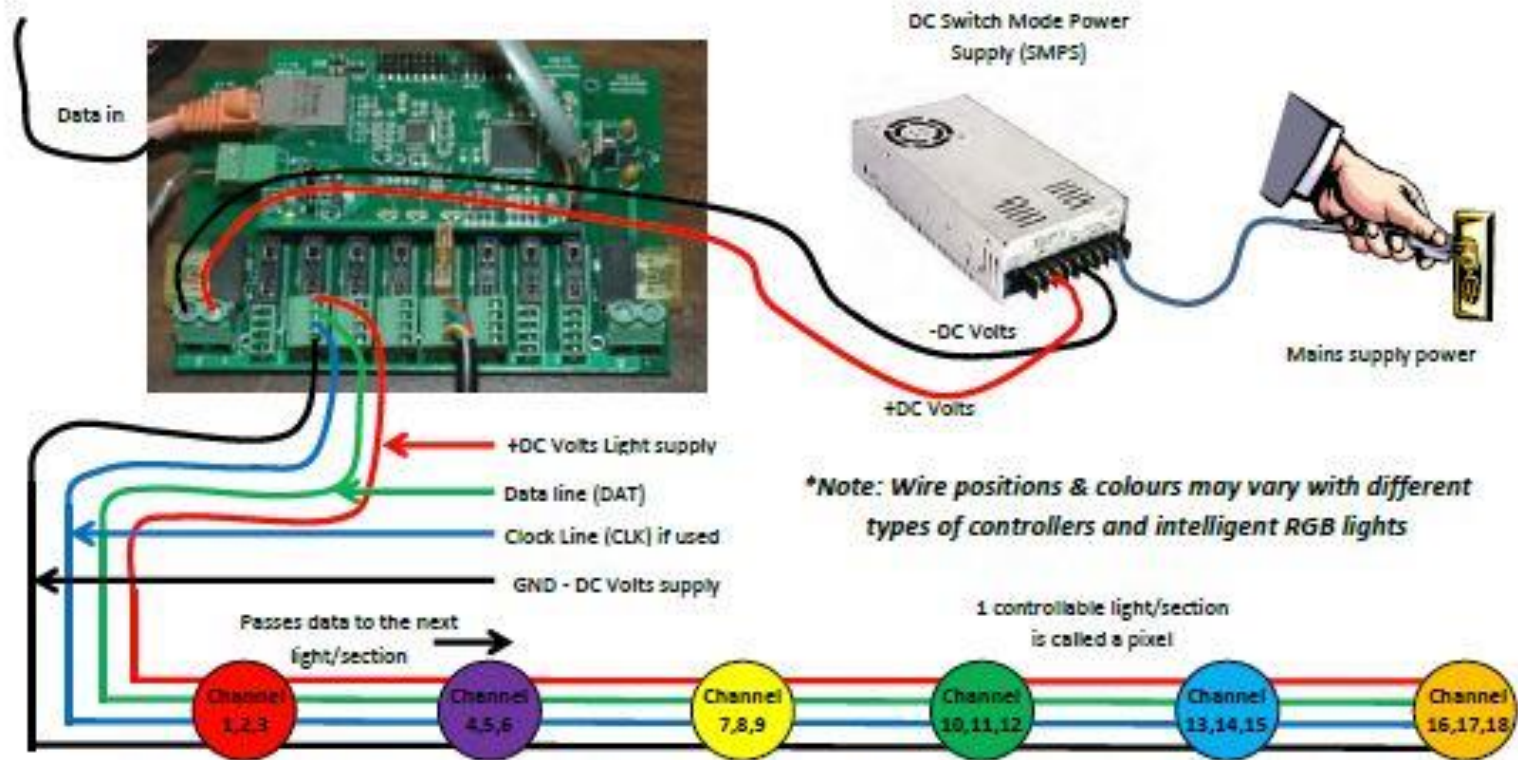 DC Switch Mode Power
Supply (SMPS)
Data in
-DC Volts
Mains supply power
+DC Volts
+DC Volts Light supply
Data line (DAT)
Clock Line (CLK) if used
GND - DC Volts supply
*Note: Wire positions & colours may vary with different
types of controllers and intelligent RGB lights
Passes data to the next
light/section
1 controllable light/section
is called a pixel
Channel
1,2,3
Channel
4,5,6
Channel
7,8,9
Channel
10,11,12
Channel
13,14,15
Channel
16,17,18